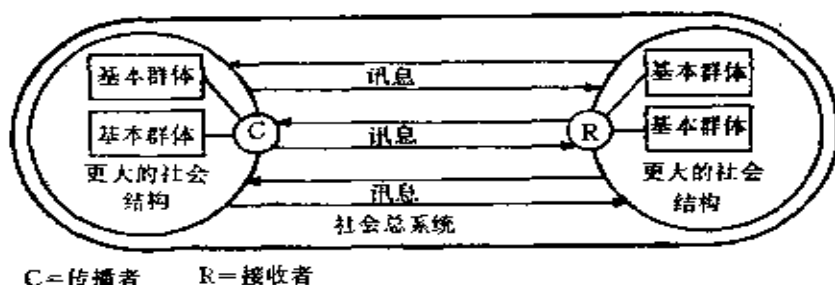 基本群体
基本群体
更大的社会
结构
C
讯息
讯息
讯息
社会总系统
R
基本群体
基本群体
更大的社会
结构
C=传播者 R=接收者